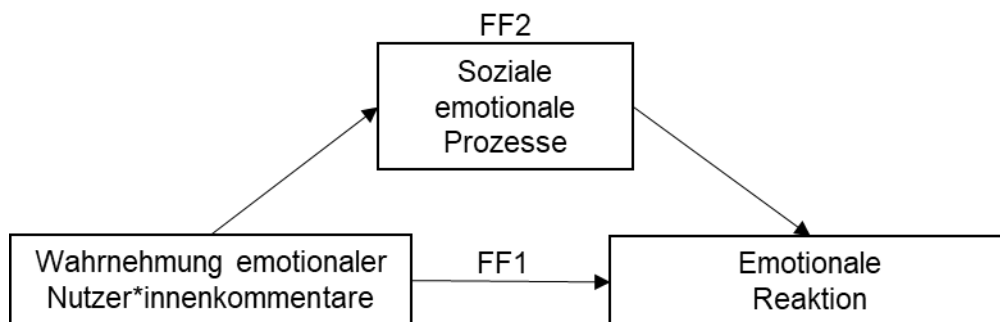 FF2
Soziale
emotionale
Prozesse
Wahrnehmung emotionaler
Nutzer*innenkommentare
FF1
Emotionale
Reaktion